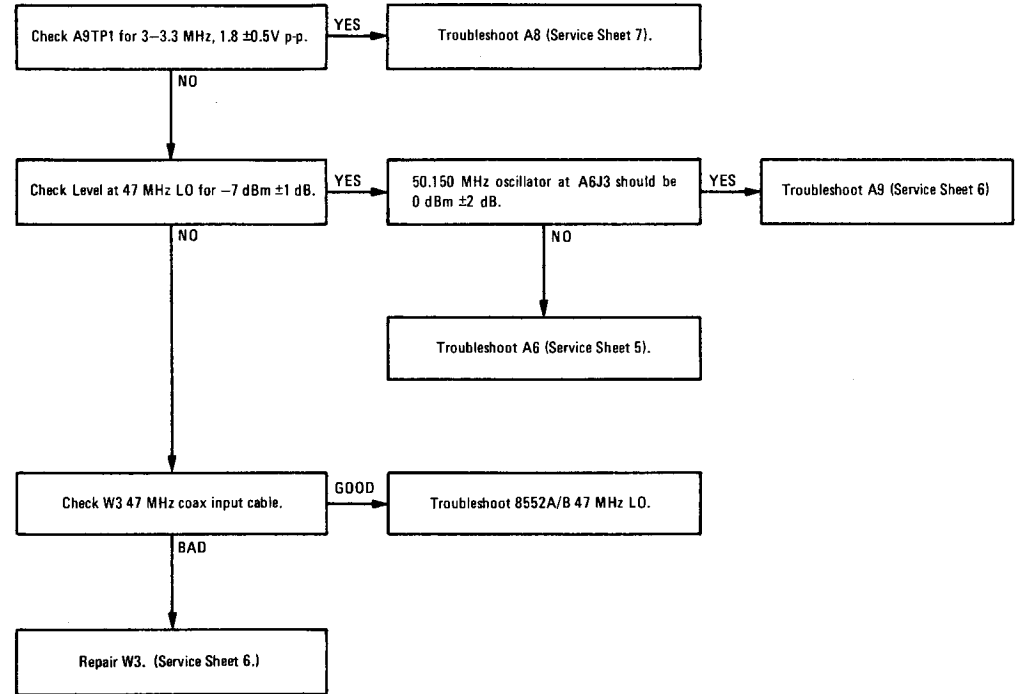 Check A9TP1 for 3–3.3 MHz, 1.8 ±0.5V p-p.
YES
Troubleshoot A8 (Service Sheet 7).
NO
Check Level at 47 MHz LO for –7 dBm ±1 dB.
YES
50.150 MHz oscillator at A6J3 should be
0 dBm ±2 dB.
YES
Troubleshoot A9 (Service Sheet 6)
NO
NO
Troubleshoot A6 (Service Sheet 5).
Check W3 47 MHz coax input cable.
GOOD
Troubleshoot 8552A/B 47 MHz LO.
BAD
Repair W3. (Service Sheet 6.)